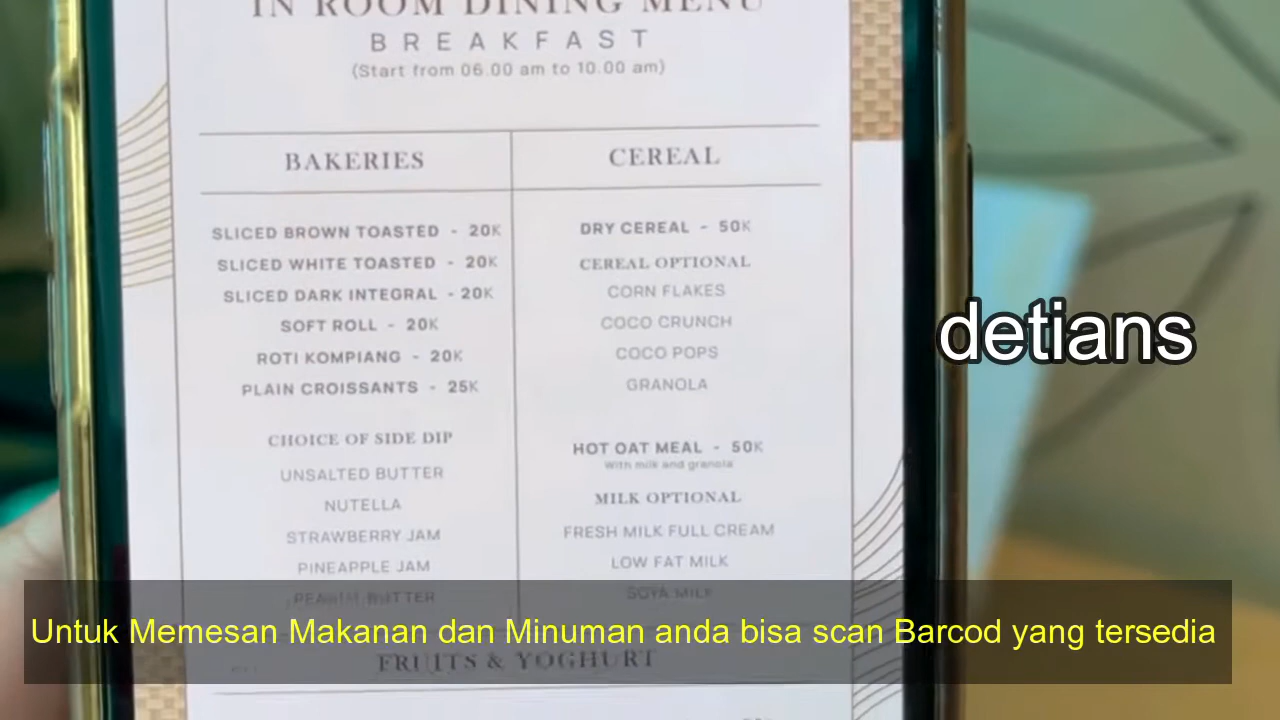 IN ROOM DINING MENU
BREAKFAST
(Start from 06.00 am to 10.00 am)
BAKERIES
SLICED BROWN TOASTED - 20K
SLICED WHITE TOASTED - 20K
SLICED DARK INTEGRAL - 20K
SOFT ROLL - 20K
ROTI KOMPIANG - 20K
PLAIN CROISSANTS - 25K
CHOICE OF SIDE DIP
UNSALTED BUTTER
NUTELLA
STRAWBERRY JAM
PINEAPPLE JAM
PEANUT BUTTER
CEREAL
DRY CEREAL - 50K
CEREAL OPTIONAL
CORN FLAKES
COCO CRUNCH
COCO POPS
GRANOLA
HOT OAT MEAL - 50K
With milk and granola
MILK OPTIONAL
FRESH MILK FULL CREAM
LOW FAT MILK
SOYA MILK
FRUITS & YOGHURT
detians
Untuk Memesan Makanan dan Minuman anda bisa scan Barcod yang tersedia